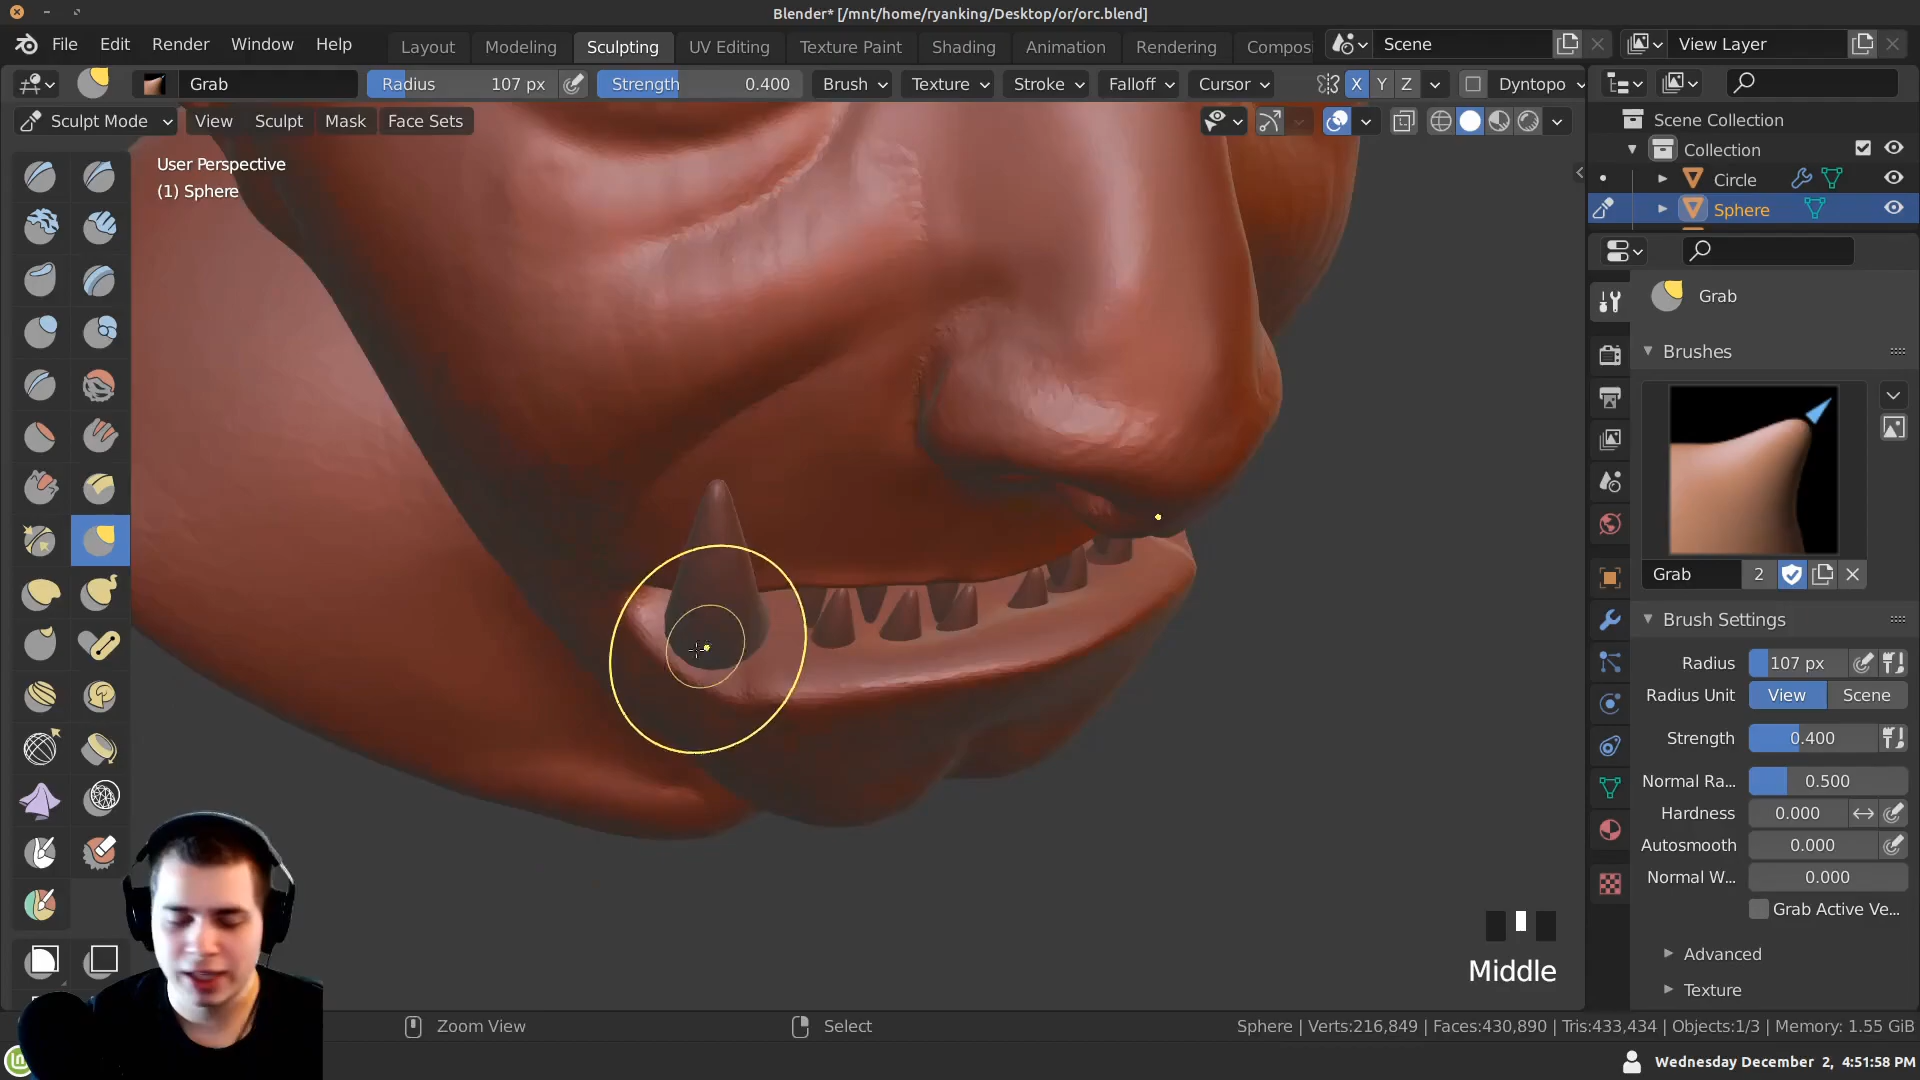 Blender* [/mnt/home/ryanking/Desktop/or/orc.blend]
File Edit Render Window Help Layout Modeling Sculpting UV Editing Texture Paint Shading Animation Rendering Composi Scene View Layer
Grab Radius 107 px Strength 0.400 Brush Texture Stroke Falloff Cursor X Y Z Dyntopo
Sculpt Mode View Sculpt Mask Face Sets
User Perspective
(1) Sphere
Scene Collection
Collection
Circle
Sphere
Grab
Brushes
Grab 2
Brush Settings
Radius 107 px
Radius Unit View Scene
Strength 0.400
Normal Ra... 0.500
Hardness 0.000
Autosmooth 0.000
Normal W... 0.000
Grab Active Ve...
Advanced
Texture
Middle
Zoom View Select Sphere | Verts:216,849 | Faces:430,890 | Tris:433,434 | Objects:1/3 | Memory: 1.55 GiB
Wednesday December 2, 4:51:58 PM